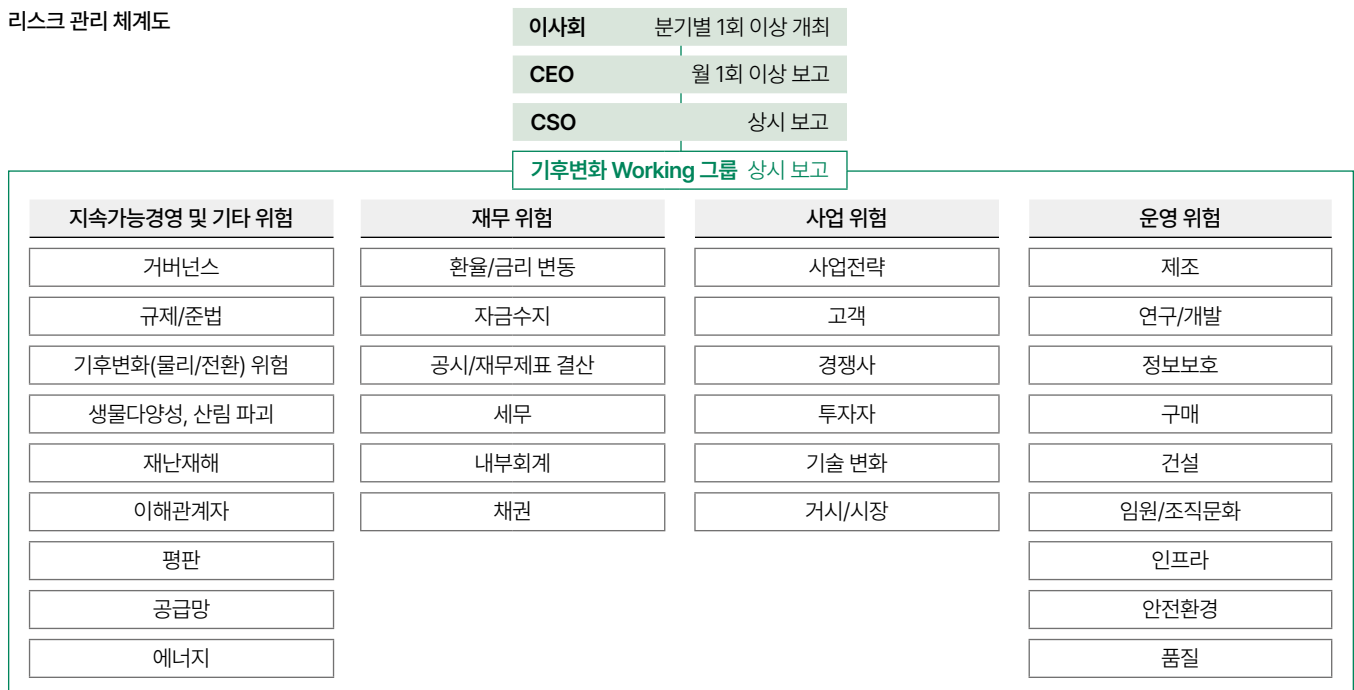 리스크 관리 체계도
이사회 분기별 1회 이상 개최
CEO 월 1회 이상 보고
CSO 상시 보고
기후변화 Working 그룹 상시 보고
지속가능경영 및 기타 위험
거버넌스
규제/준법
기후변화(물리/전환) 위험
생물다양성, 산림 파괴
재난재해
이해관계자
평판
공급망
에너지
재무 위험
환율/금리 변동
자금수지
공시/재무제표 결산
세무
내부회계
채권
사업 위험
사업전략
고객
경쟁사
투자자
기술 변화
거시/시장
운영 위험
제조
연구/개발
정보보호
구매
건설
임원/조직문화
인프라
안전환경
품질